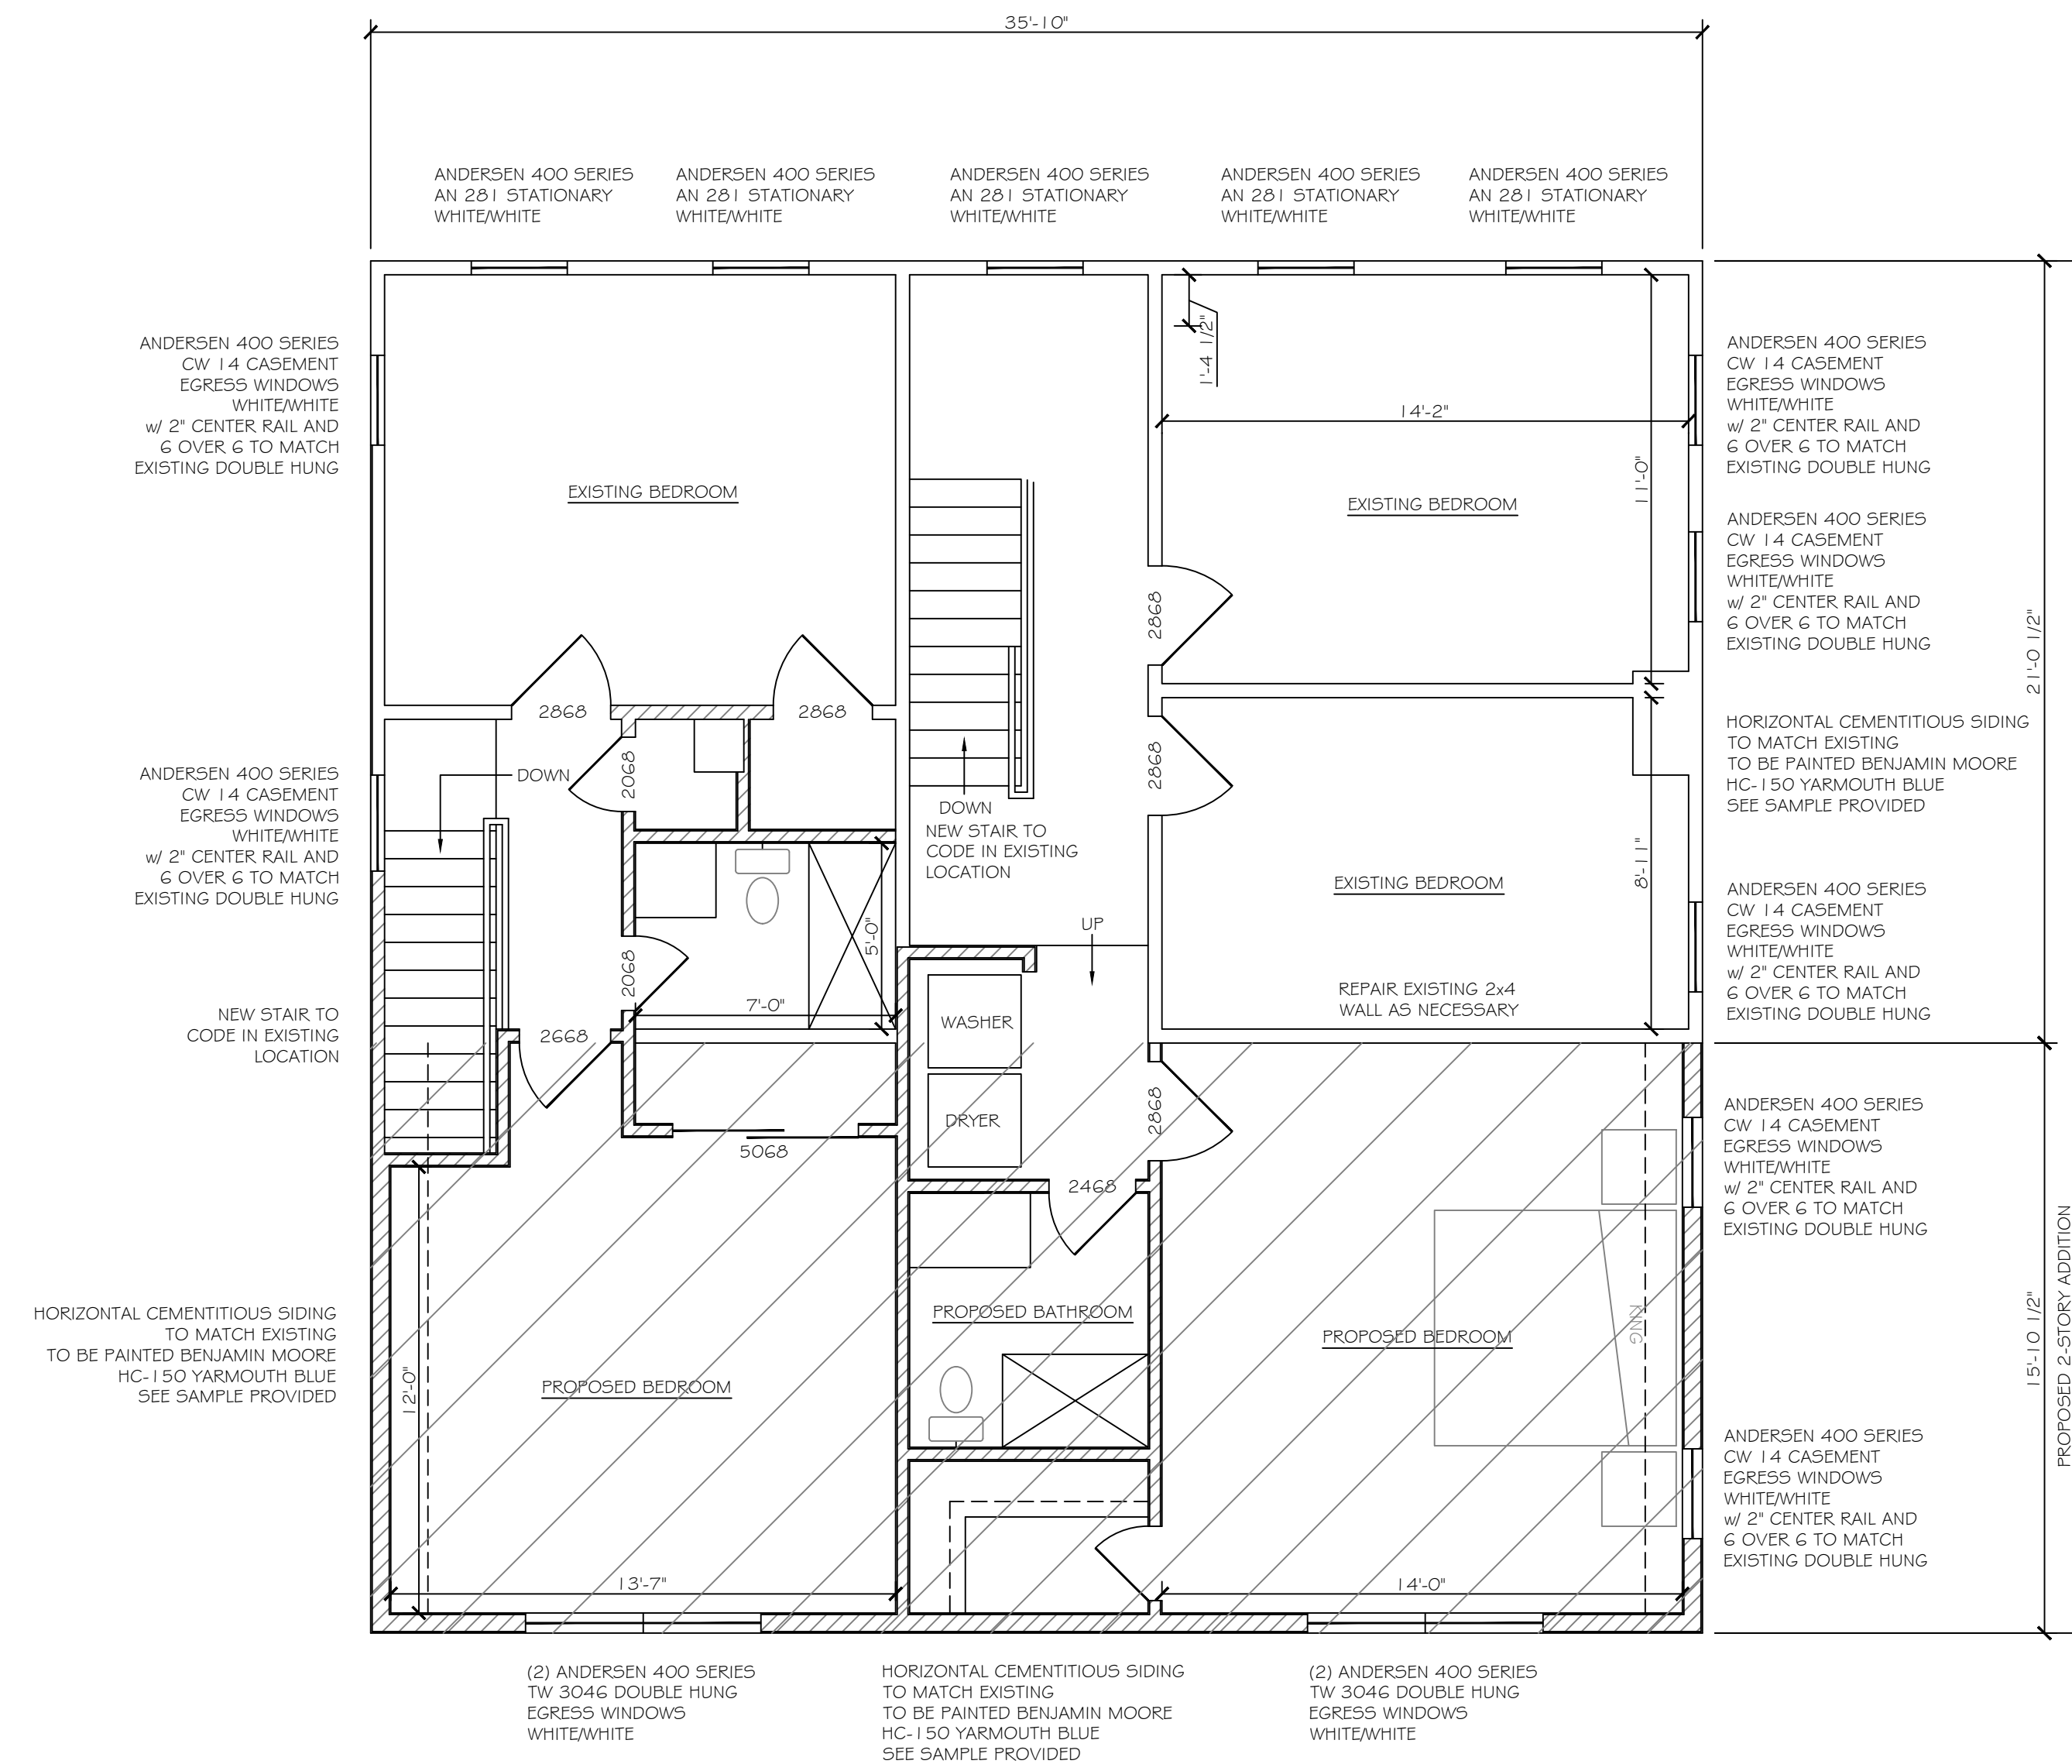 35'-10"
ANDERSEN 400 SERIES
AN 281 STATIONARY
WHITE/WHITE
ANDERSEN 400 SERIES
AN 281 STATIONARY
WHITE/WHITE
ANDERSEN 400 SERIES
AN 281 STATIONARY
WHITE/WHITE
ANDERSEN 400 SERIES
AN 281 STATIONARY
WHITE/WHITE
ANDERSEN 400 SERIES
AN 281 STATIONARY
WHITE/WHITE
ANDERSEN 400 SERIES
CW 14 CASEMENT
EGRESS WINDOWS
WHITE/WHITE
w/ 2" CENTER RAIL AND
6 OVER 6 TO MATCH
EXISTING DOUBLE HUNG
1'-4 1/2"
14'-2"
11'-0"
EXISTING BEDROOM
EXISTING BEDROOM
ANDERSEN 400 SERIES
CW 14 CASEMENT
EGRESS WINDOWS
WHITE/WHITE
w/ 2" CENTER RAIL AND
6 OVER 6 TO MATCH
EXISTING DOUBLE HUNG
ANDERSEN 400 SERIES
CW 14 CASEMENT
EGRESS WINDOWS
WHITE/WHITE
w/ 2" CENTER RAIL AND
6 OVER 6 TO MATCH
EXISTING DOUBLE HUNG
21'-0 1/2"
2868
2868
2868
2868
2068
DOWN
ANDERSEN 400 SERIES
CW 14 CASEMENT
EGRESS WINDOWS
WHITE/WHITE
w/ 2" CENTER RAIL AND
6 OVER 6 TO MATCH
EXISTING DOUBLE HUNG
DOWN
NEW STAIR TO
CODE IN EXISTING
LOCATION
HORIZONTAL CEMENTITIOUS SIDING
TO MATCH EXISTING
TO BE PAINTED BENJAMIN MOORE
HC-150 YARMOUTH BLUE
SEE SAMPLE PROVIDED
EXISTING BEDROOM
8'-11"
ANDERSEN 400 SERIES
CW 14 CASEMENT
EGRESS WINDOWS
WHITE/WHITE
w/ 2" CENTER RAIL AND
6 OVER 6 TO MATCH
EXISTING DOUBLE HUNG
UP
5'-0"
2068
7'-0"
REPAIR EXISTING 2x4
WALL AS NECESSARY
NEW STAIR TO
CODE IN EXISTING
LOCATION
2668
WASHER
DRYER
2868
5068
2468
ANDERSEN 400 SERIES
CW 14 CASEMENT
EGRESS WINDOWS
WHITE/WHITE
w/ 2" CENTER RAIL AND
6 OVER 6 TO MATCH
EXISTING DOUBLE HUNG
HORIZONTAL CEMENTITIOUS SIDING
TO MATCH EXISTING
TO BE PAINTED BENJAMIN MOORE
HC-150 YARMOUTH BLUE
SEE SAMPLE PROVIDED
12'-0"
PROPOSED BEDROOM
PROPOSED BATHROOM
PROPOSED BEDROOM
KING
15'-10 1/2"
PROPOSED 2-STORY ADDITION
ANDERSEN 400 SERIES
CW 14 CASEMENT
EGRESS WINDOWS
WHITE/WHITE
w/ 2" CENTER RAIL AND
6 OVER 6 TO MATCH
EXISTING DOUBLE HUNG
13'-7"
14'-0"
(2) ANDERSEN 400 SERIES
TW 3046 DOUBLE HUNG
EGRESS WINDOWS
WHITE/WHITE
HORIZONTAL CEMENTITIOUS SIDING
TO MATCH EXISTING
TO BE PAINTED BENJAMIN MOORE
HC-150 YARMOUTH BLUE
SEE SAMPLE PROVIDED
(2) ANDERSEN 400 SERIES
TW 3046 DOUBLE HUNG
EGRESS WINDOWS
WHITE/WHITE